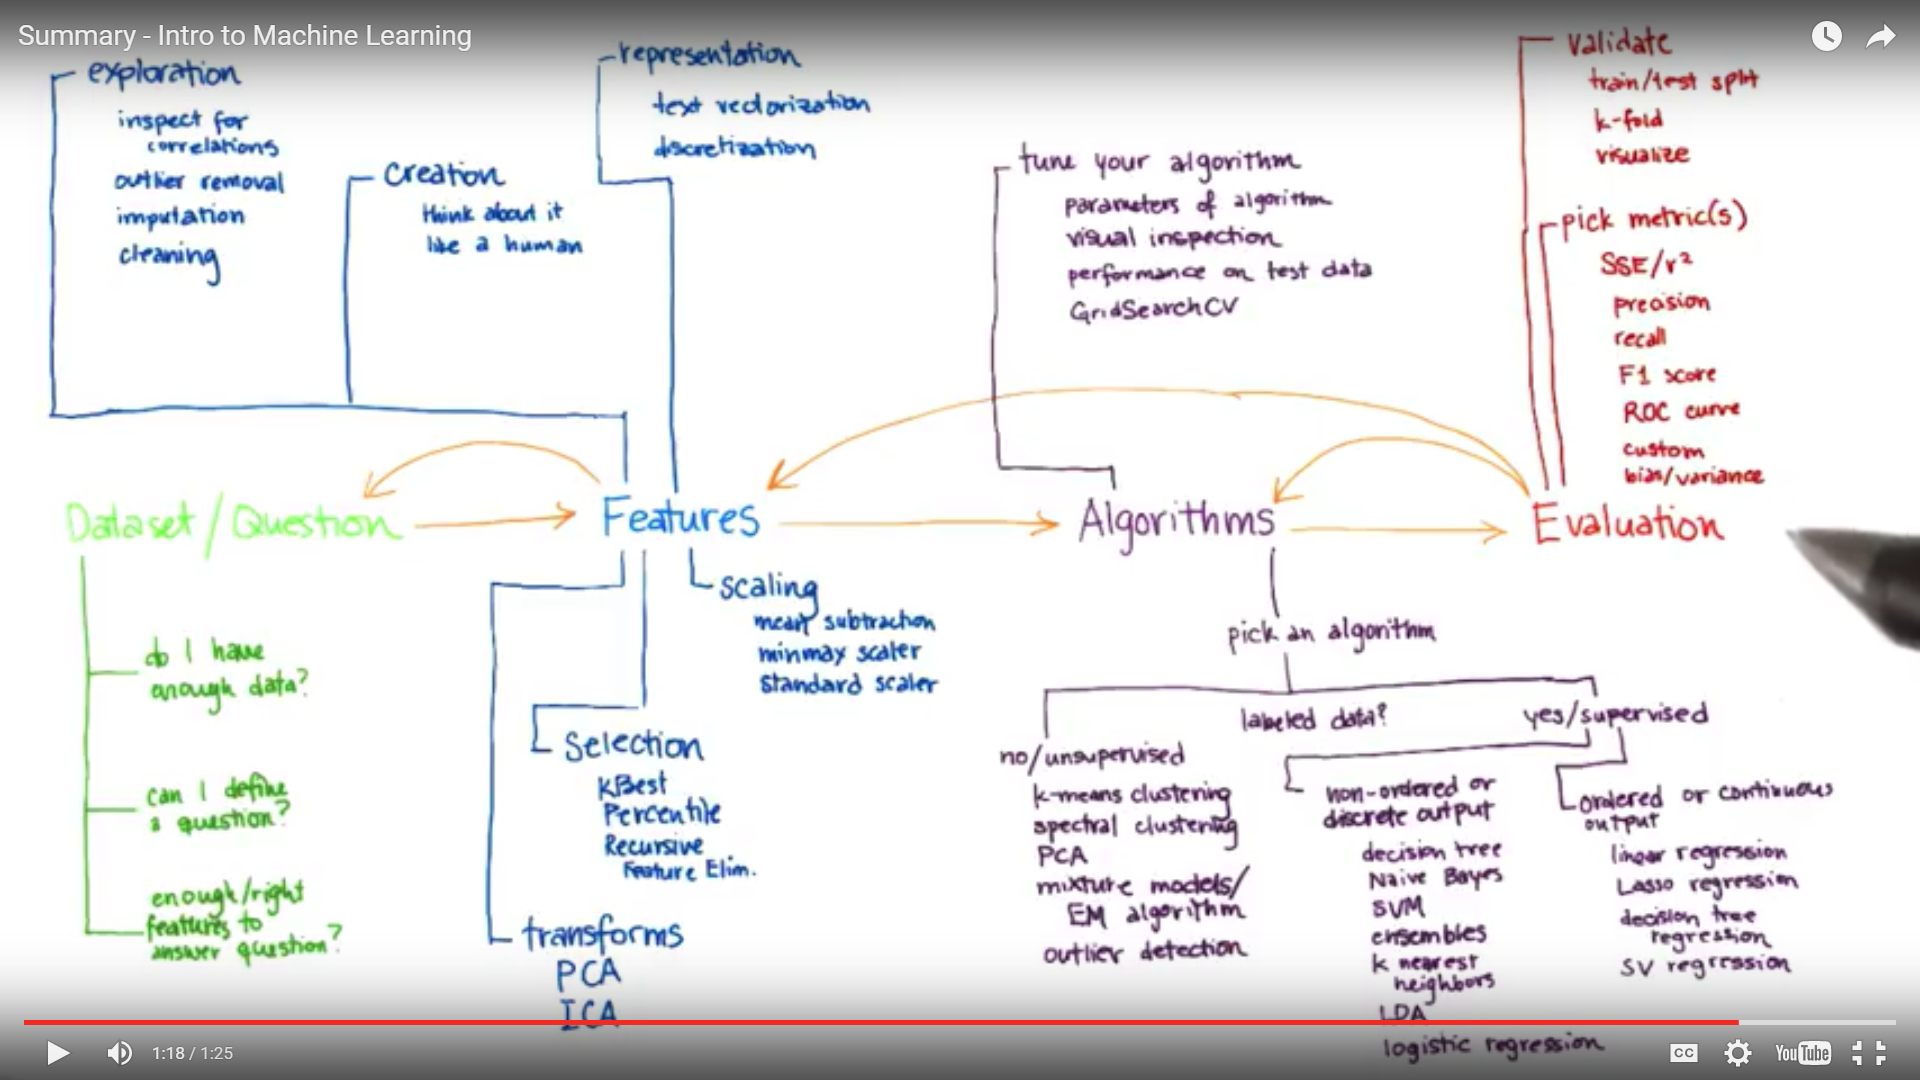 Summary - Intro to Machine Learning
exploration
inspect for
correlations
outlier removal
imputation
cleaning
creation
think about it
like a human
representation
text vectorization
discretization
tune your algorithm
parameters of algorithm
visual inspection
performance on test data
GridSearchCV
validate
train/test split
k-fold
visualize
pick metric(s)
SSE/r²
precision
recall
F1 score
ROC curve
custom
bias/variance
Dataset/Question
Features
Algorithms
Evaluation
do I have
enough data?
can I define
a question?
enough/right
features to
answer question?
scaling
mean subtraction
minmax scaler
standard scaler
selection
KBest
Percentile
Recursive
Feature Elim.
transforms
PCA
ICA
pick an algorithm
labeled data?
no/unsupervised
k-means clustering
spectral clustering
PCA
mixture models/
EM algorithm
outlier detection
yes/supervised
non-ordered or
discrete output
decision tree
Naive Bayes
SVM
ensembles
k nearest
neighbors
LDA
logistic regression
ordered or continuous
output
linear regression
Lasso regression
decision tree
regression
SV regression
1:18 / 1:25
CC
YouTube